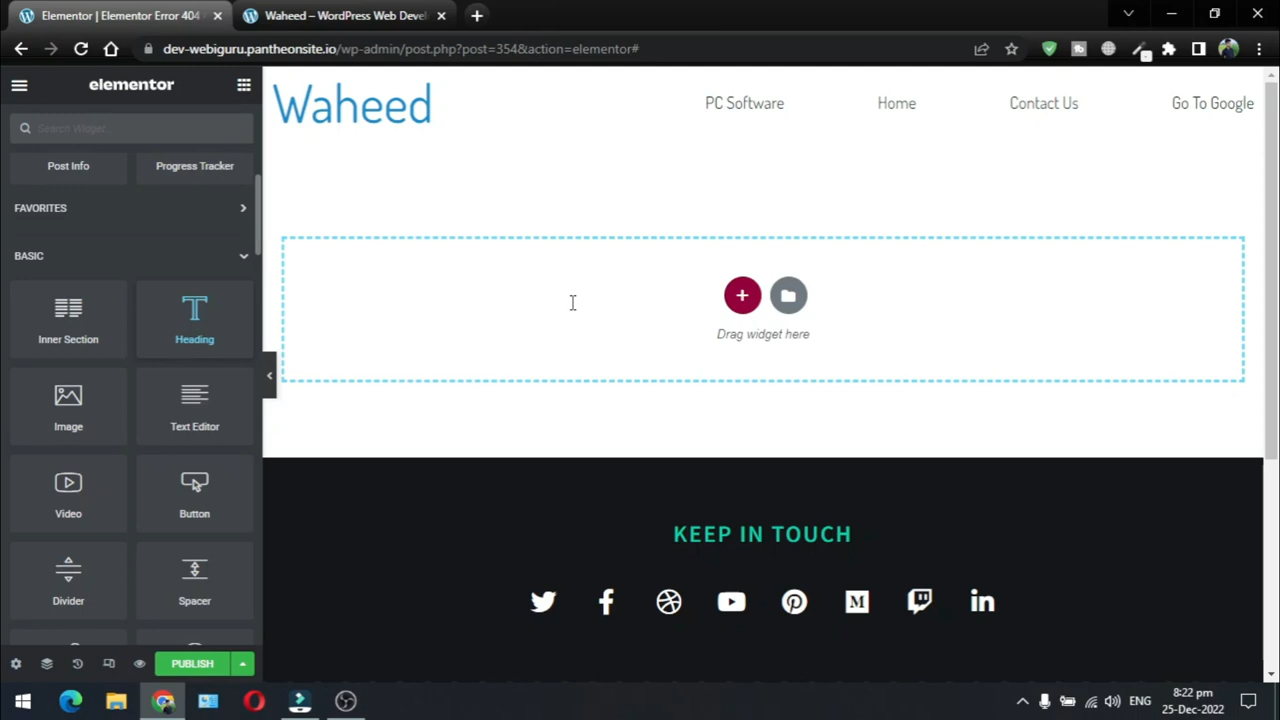 Elementor | Elementor Error 404
Waheed – WordPress Web Devel
dev-webiguru.pantheonsite.io/wp-admin/post.php?post=354&action=elementor#
elementor
Search Widget...
Post Info
Progress Tracker
FAVORITES
BASIC
Inner Section
Heading
Image
Text Editor
Video
Button
Divider
Spacer
PUBLISH
Waheed
PC Software
Home
Contact Us
Go To Google
Drag widget here
KEEP IN TOUCH
ENG
8:22 pm
25-Dec-2022